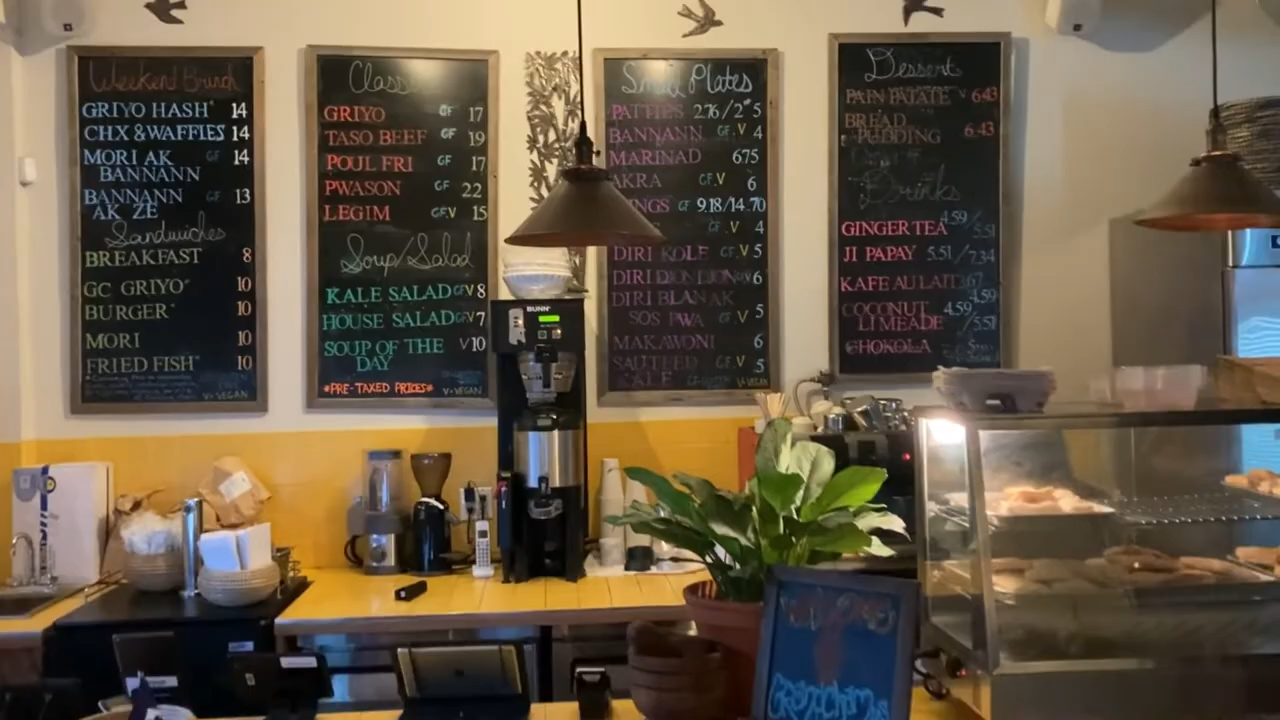 Weekend Brunch
GRIYO HASH* 14
CHX & WAFFLES 14
MORI AK GF 14
BANNANN
BANNANN GF 13
AK ZE
Sandwiches
BREAKFAST 8
GC GRIYO* 10
BURGER* 10
MORI 10
FRIED FISH* 10
V=VEGAN
GRIYO GF 17
TASO BEEF GF 19
POUL FRI GF 17
PWASON GF 22
LEGIM GF.V 15
Soup/Salad
KALE SALAD GF.V 8
HOUSE SALAD GF.V 7
SOUP OF THE V 10
DAY
*PRE-TAXED PRICES*
V=VEGAN
Small Plates
PATTIES 2.76/2 5
BANNANN GF.V 4
MARINAD 675
AKRA GF.V 6
GF 9.18/14.70
GF.V 4
DIRI KOLE GF.V 5
DIRI DJON DJON GF.V 6
DIRI BLAN AK
SOS PWA GF.V 5
MAKAWONI 6
SAUTEED GF.V 5
KALE
V=VEGAN
Dessert
PAIN PATATE 6.43
BREAD
PUDDING 6.43
Drinks
GINGER TEA 4.59/5.51
JI PAPAY 5.51/7.34
KAFE AU LAIT
COCONUT 4.59
LIMEADE /5.51
CHOKOLA
BUNN